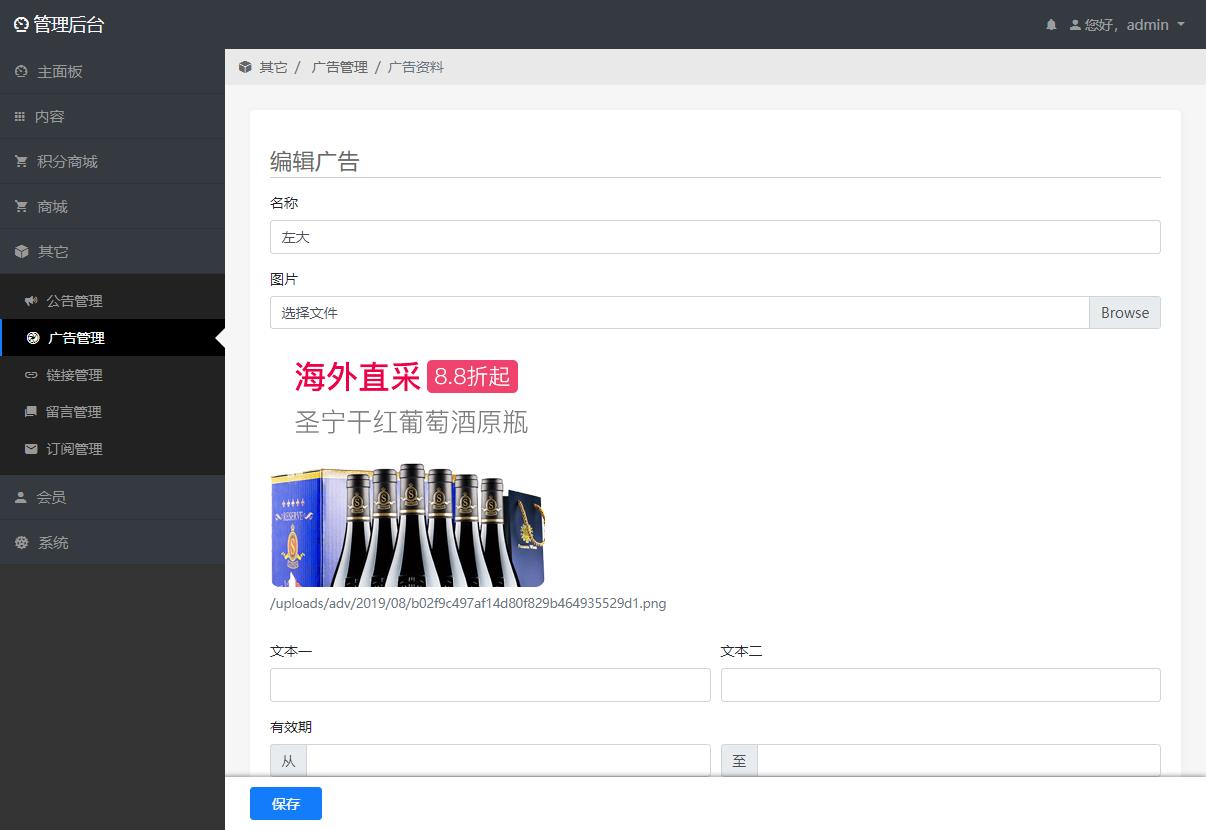 管理后台
您好，admin
主面板
内容
积分商城
商城
其它
公告管理
广告管理
链接管理
留言管理
订阅管理
会员
系统
其它 / 广告管理 / 广告资料
编辑广告
名称
左大
图片
选择文件 Browse
海外直采 8.8折起
圣宁干红葡萄酒原瓶
RESERVE
/uploads/adv/2019/08/b02f9c497af14d80f829b464935529d1.png
文本一 文本二
有效期
从 至
保存